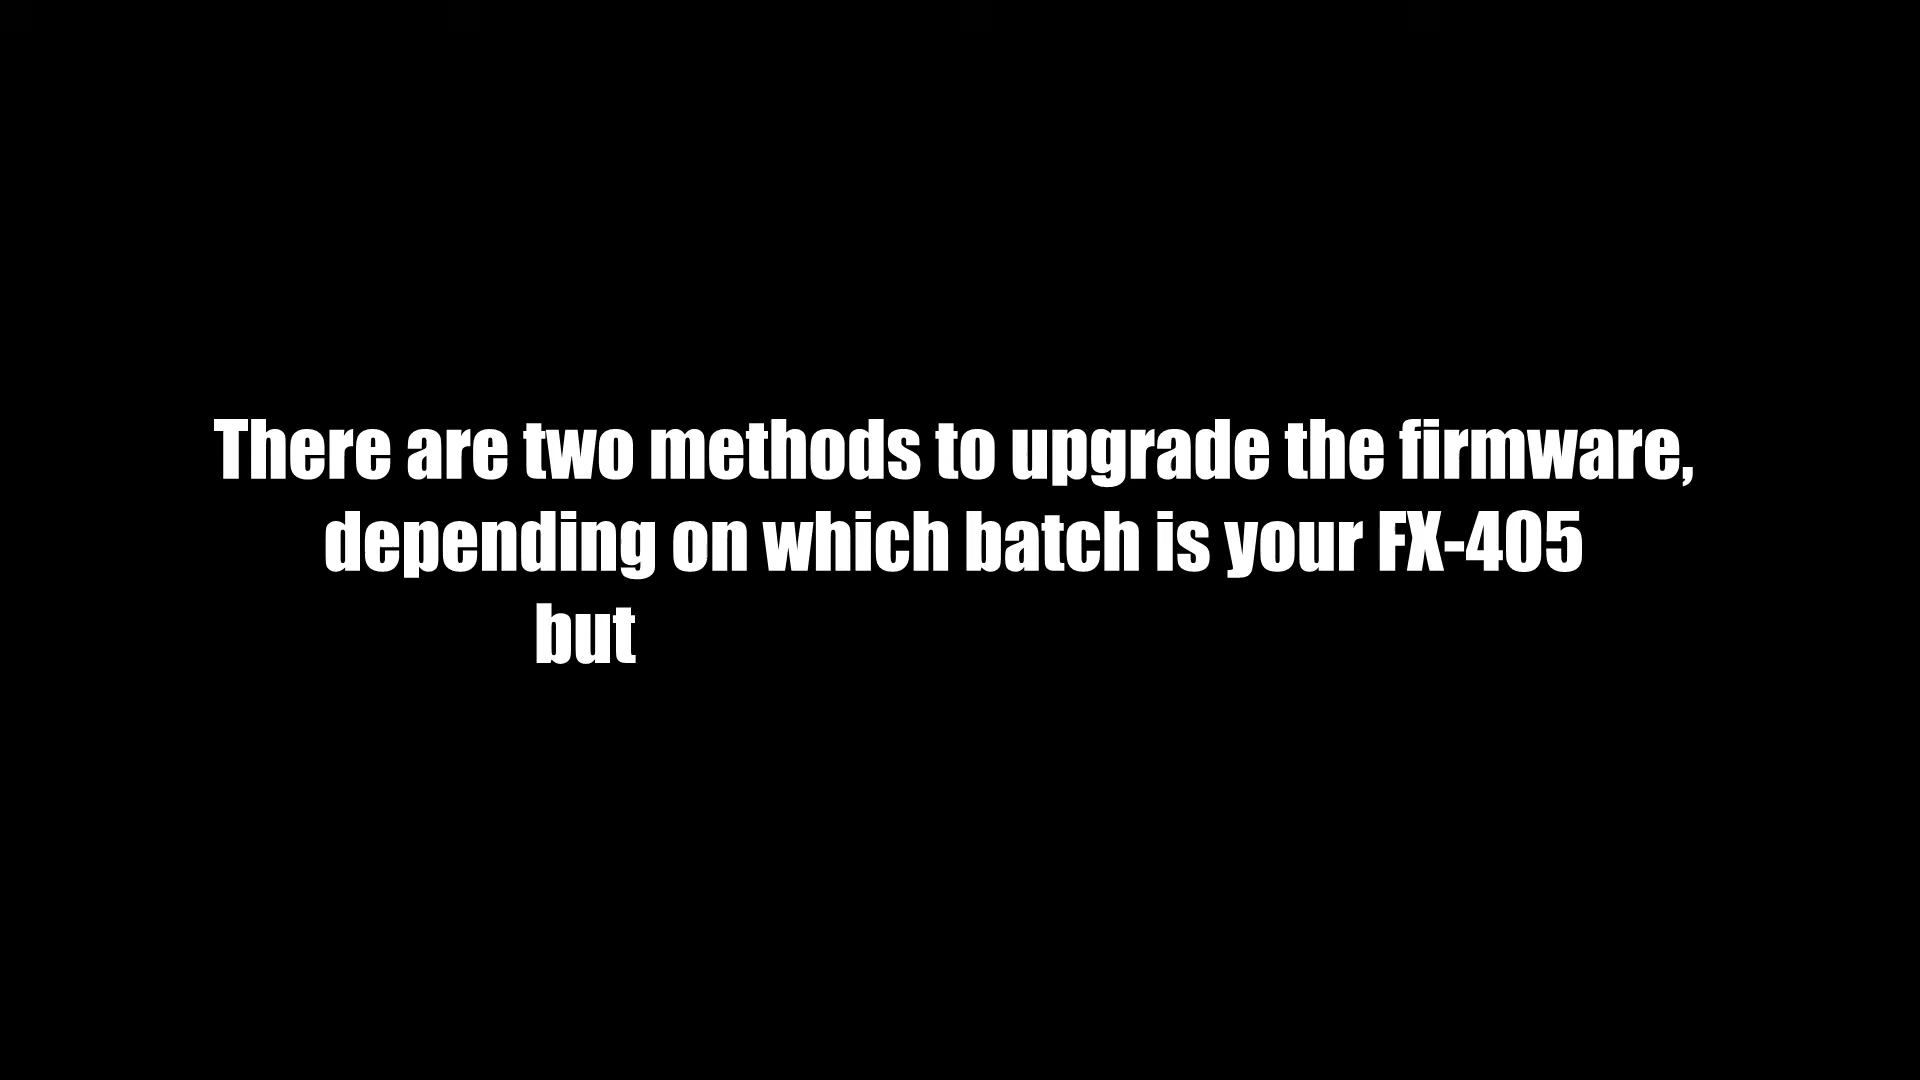 There are two methods to upgrade the firmware,
depending on which batch is your FX-405
but